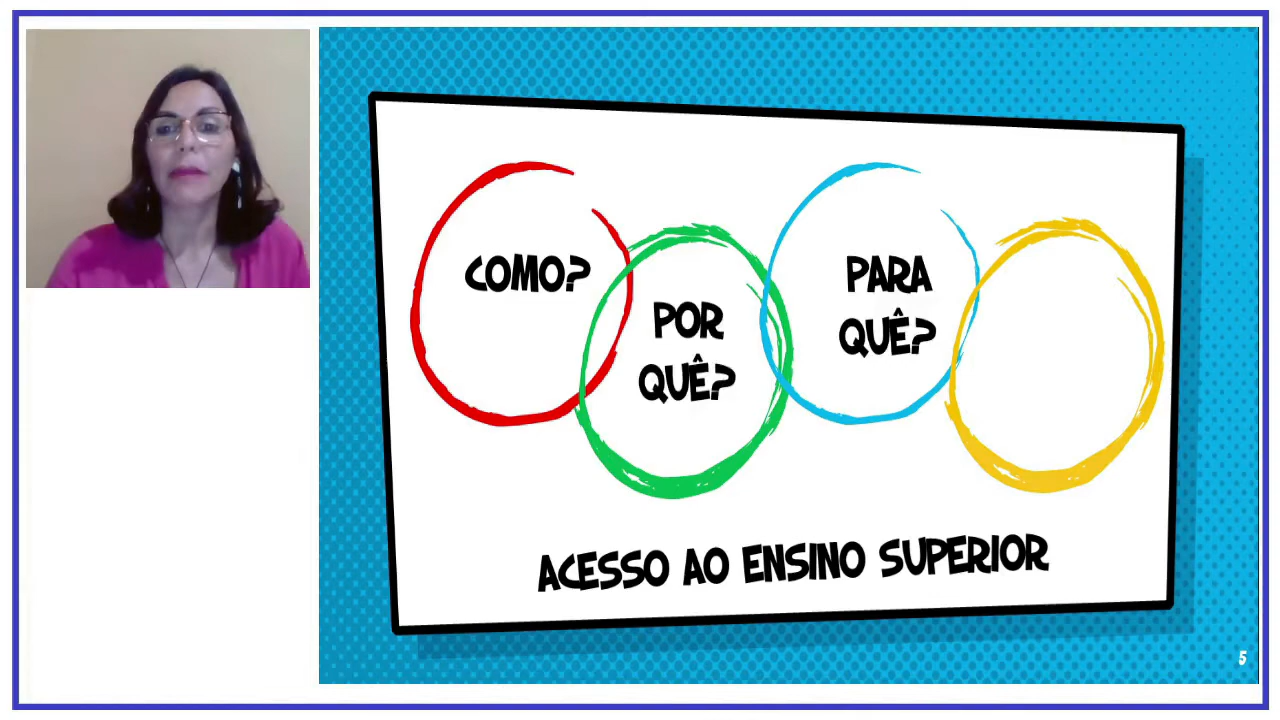 COMO?
POR
QUÊ?
PARA
QUÊ?
ACESSO AO ENSINO SUPERIOR
5